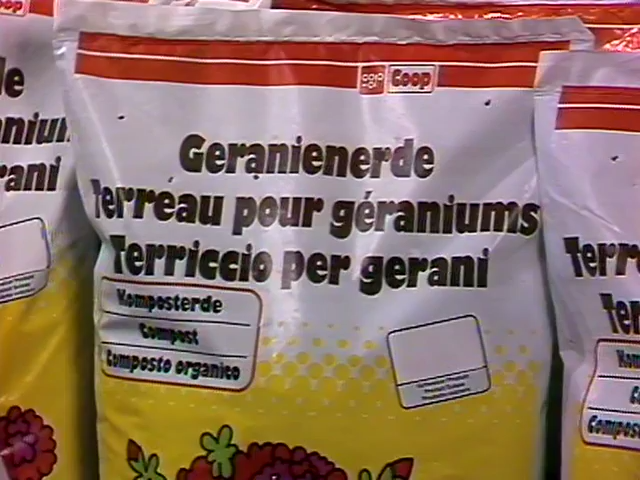 coop
Coop
Geranienerde
Terreau pour géraniums
Terriccio per gerani
Komposterde
Compost
Composto organico